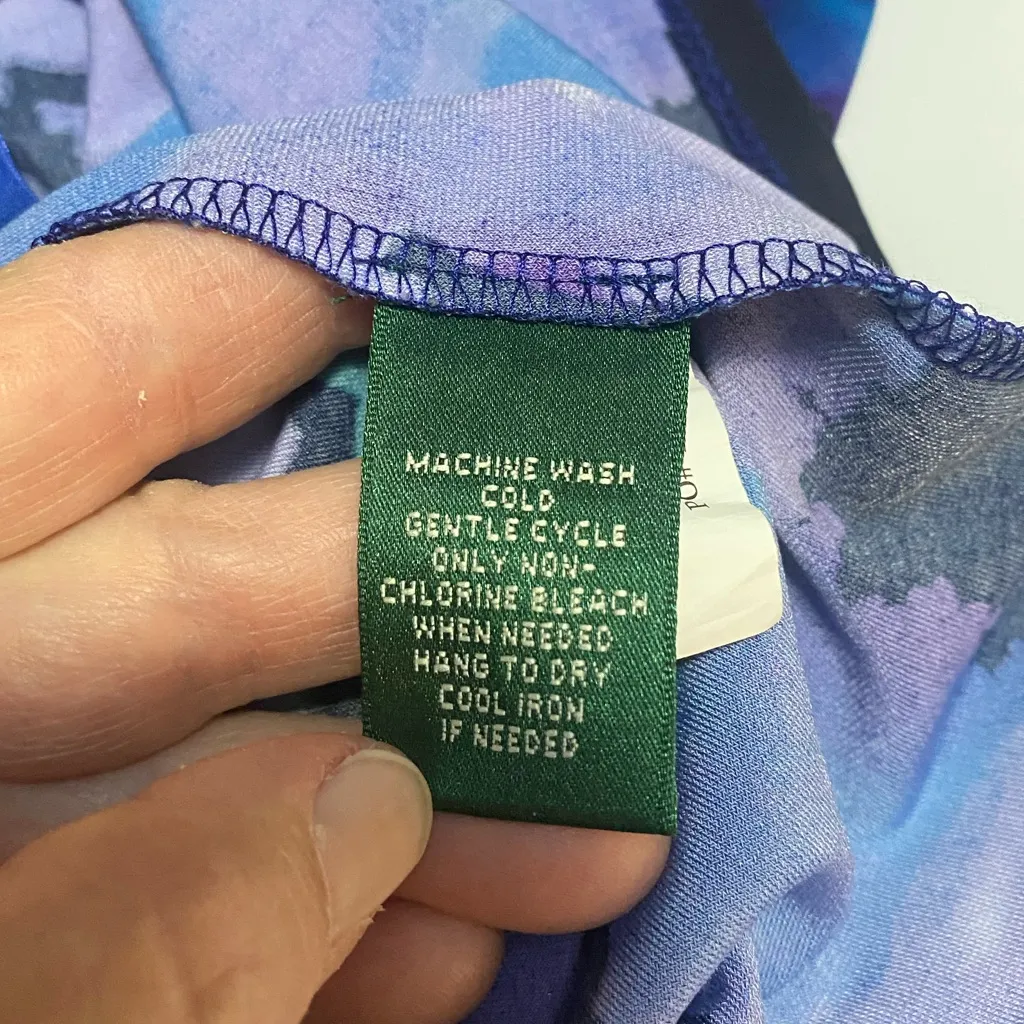 MACHINE WASH
COLD
GENTLE CYCLE
ONLY NON-
CHLORINE BLEACH
WHEN NEEDED
HANG TO DRY
COOL IRON
IF NEEDED